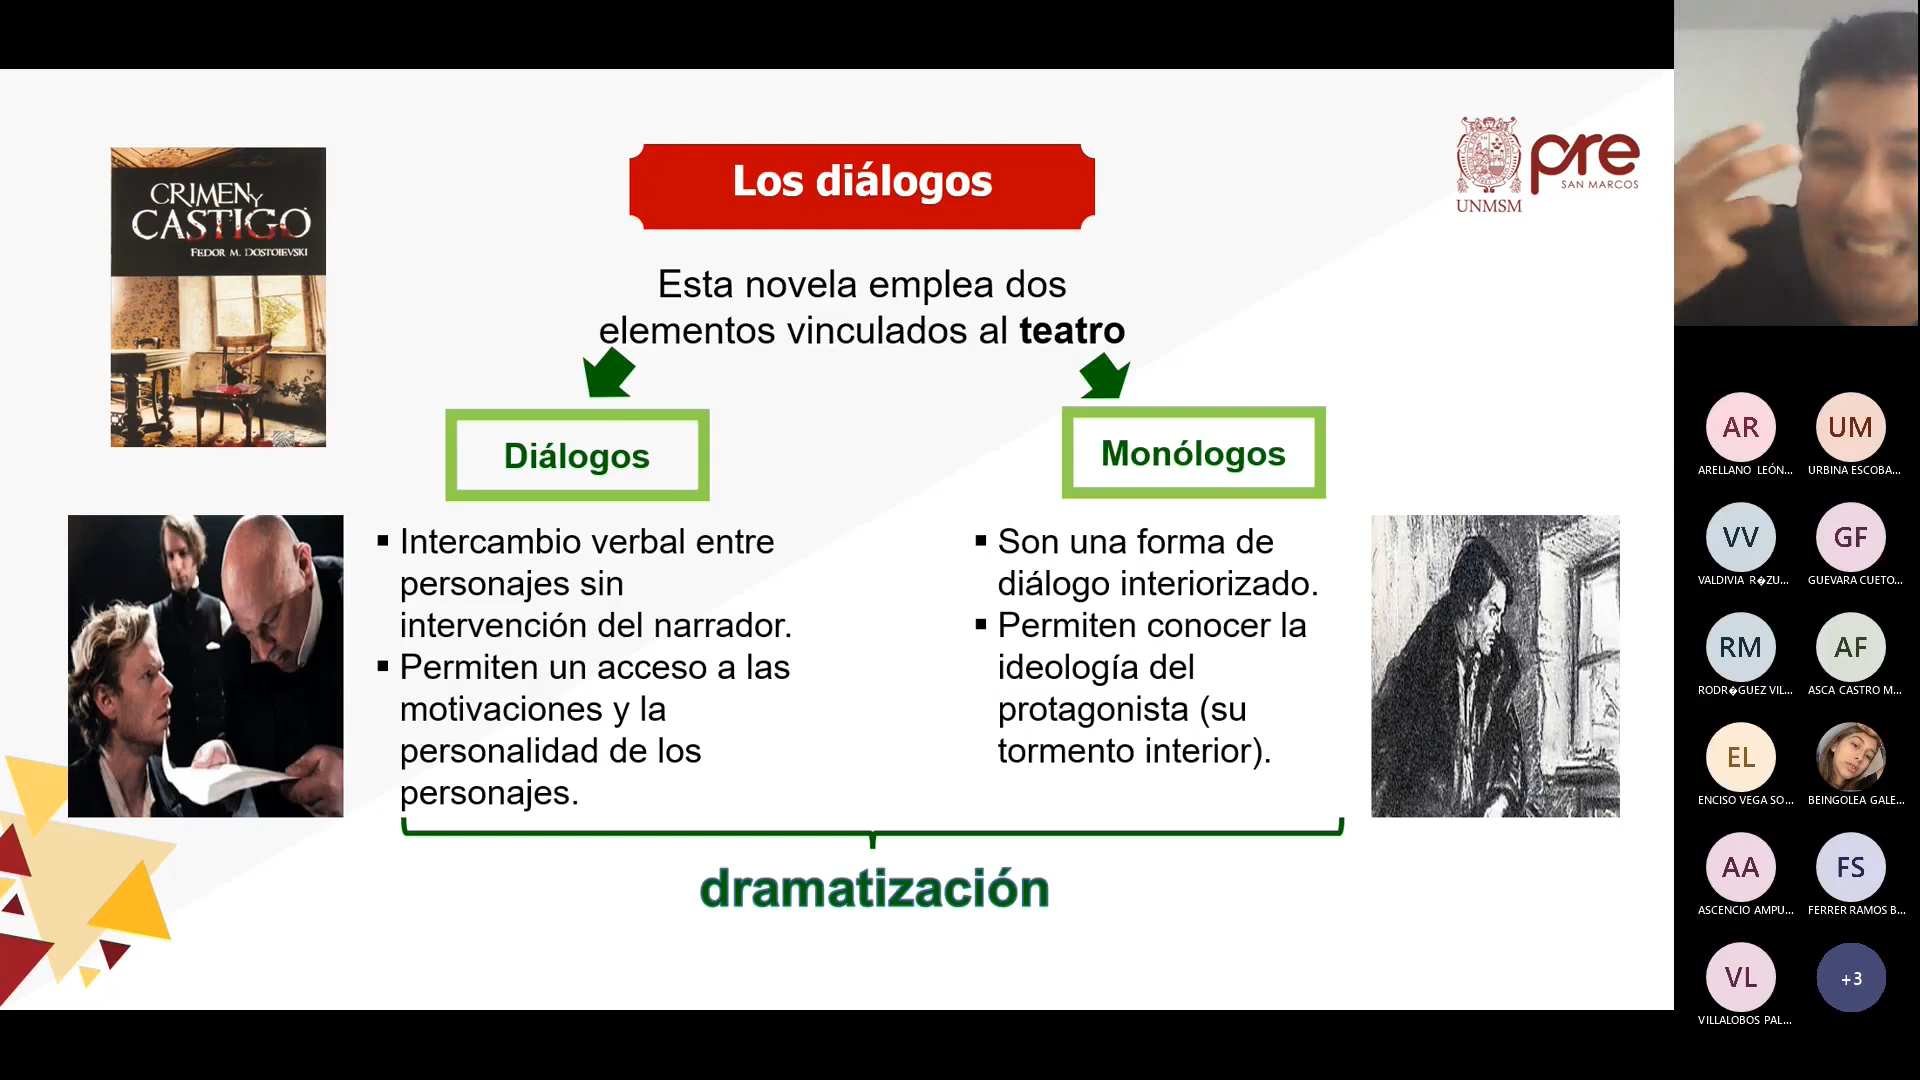 Los diálogos
CRIMEN Y
CASTIGO
FEDOR M. DOSTOIEVSKI
UNMSM
pre
SAN MARCOS
Esta novela emplea dos
elementos vinculados al teatro
Diálogos
Monólogos
▪ Intercambio verbal entre
personajes sin
intervención del narrador.
▪ Permiten un acceso a las
motivaciones y la
personalidad de los
personajes.
▪ Son una forma de
diálogo interiorizado.
▪ Permiten conocer la
ideología del
protagonista (su
tormento interior).
dramatización
AR
ARELLANO LEÓN...
UM
URBINA ESCOBA...
VV
VALDIVIA R�ZU...
GF
GUEVARA CUETO...
RM
RODR�GUEZ VIL...
AF
ASCA CASTRO M...
EL
ENCISO VEGA SO...
BEINGOLEA GALE...
AA
ASCENCIO AMPU...
FS
FERRER RAMOS B...
VL
VILLALOBOS PAL...
+3